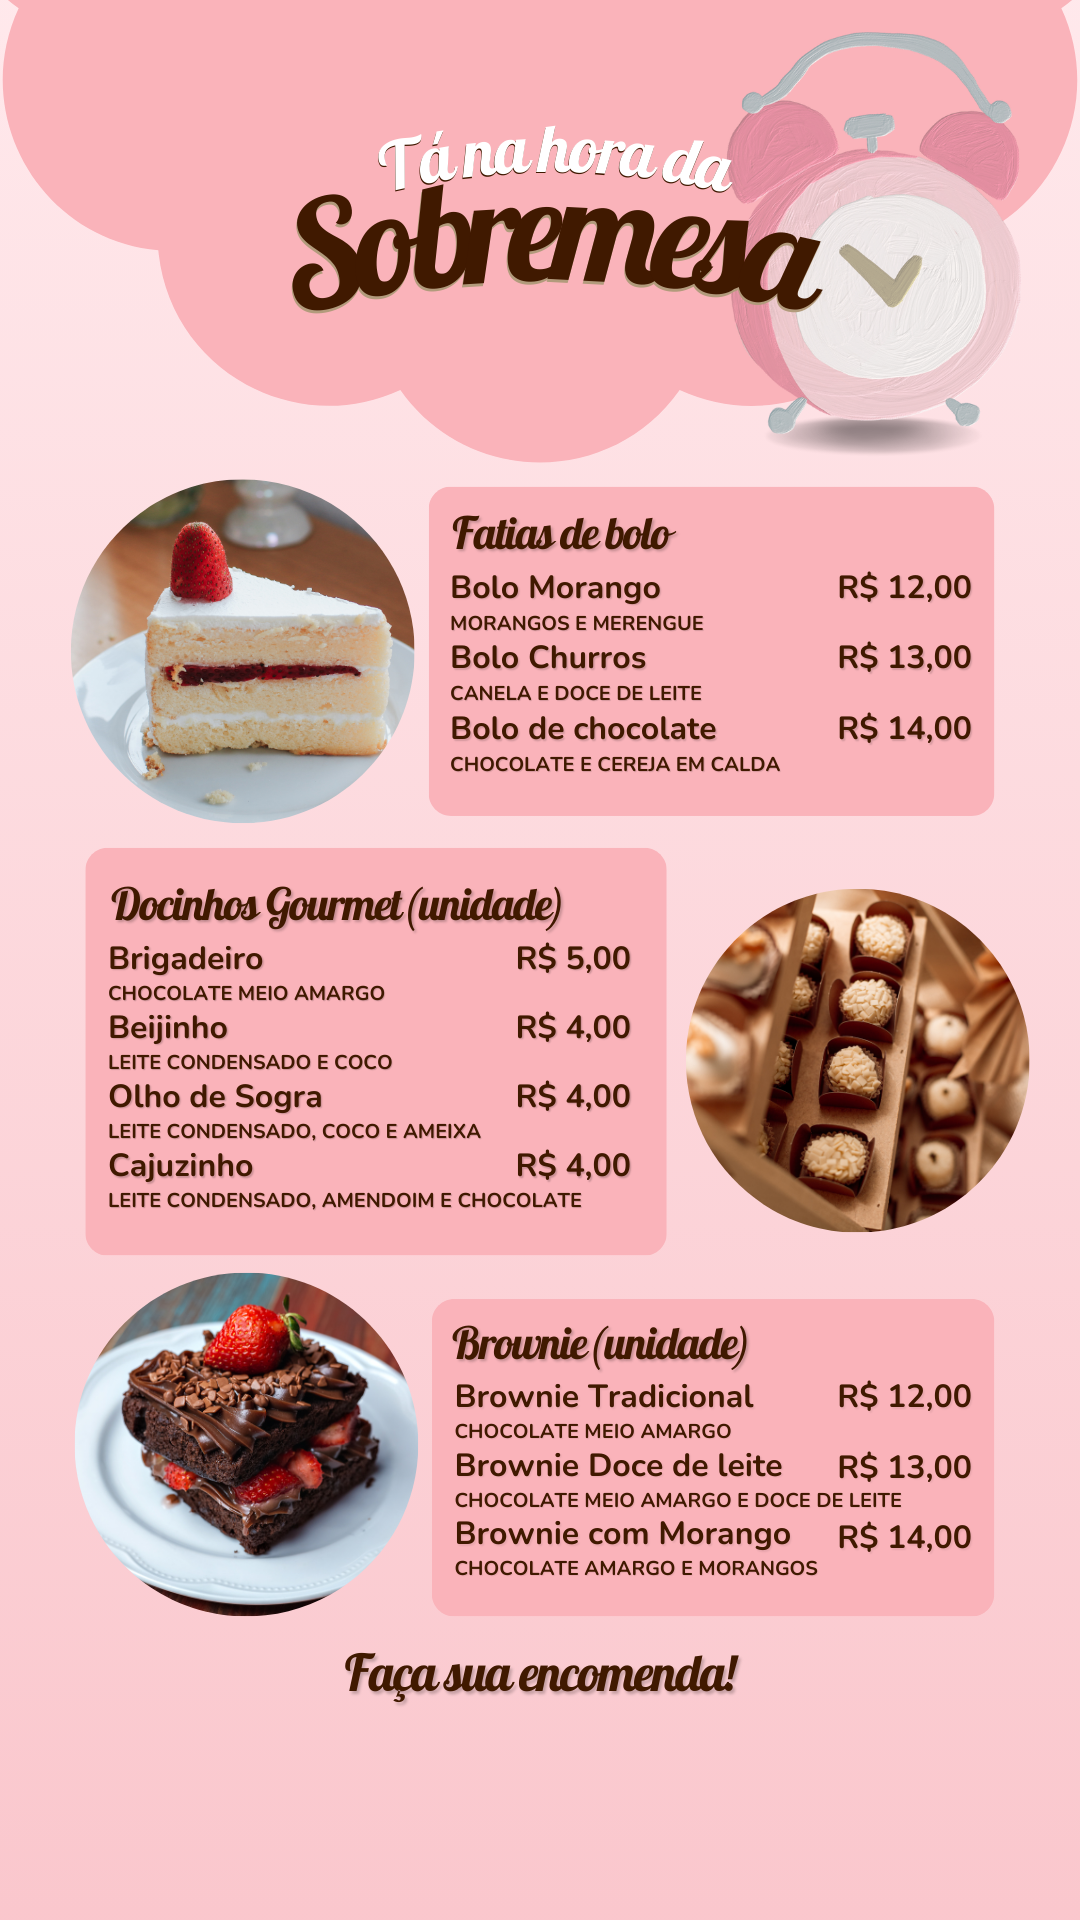 Tá na hora da
Sobremesa
Fatias de bolo
Bolo Morango R$ 12,00
MORANGOS E MERENGUE
Bolo Churros R$ 13,00
CANELA E DOCE DE LEITE
Bolo de chocolate R$ 14,00
CHOCOLATE E CEREJA EM CALDA
Docinhos Gourmet (unidade)
Brigadeiro R$ 5,00
CHOCOLATE MEIO AMARGO
Beijinho R$ 4,00
LEITE CONDENSADO E COCO
Olho de Sogra R$ 4,00
LEITE CONDENSADO, COCO E AMEIXA
Cajuzinho R$ 4,00
LEITE CONDENSADO, AMENDOIM E CHOCOLATE
Brownie (unidade)
Brownie Tradicional R$ 12,00
CHOCOLATE MEIO AMARGO
Brownie Doce de leite R$ 13,00
CHOCOLATE MEIO AMARGO E DOCE DE LEITE
Brownie com Morango R$ 14,00
CHOCOLATE AMARGO E MORANGOS
Faça sua encomenda!